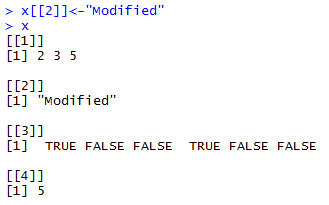 > x[[2]]<-"Modified"
> x
[[1]]
[1] 2 3 5
[[2]]
[1] "Modified"
[[3]]
[1]  TRUE FALSE FALSE  TRUE FALSE FALSE
[[4]]
[1] 5